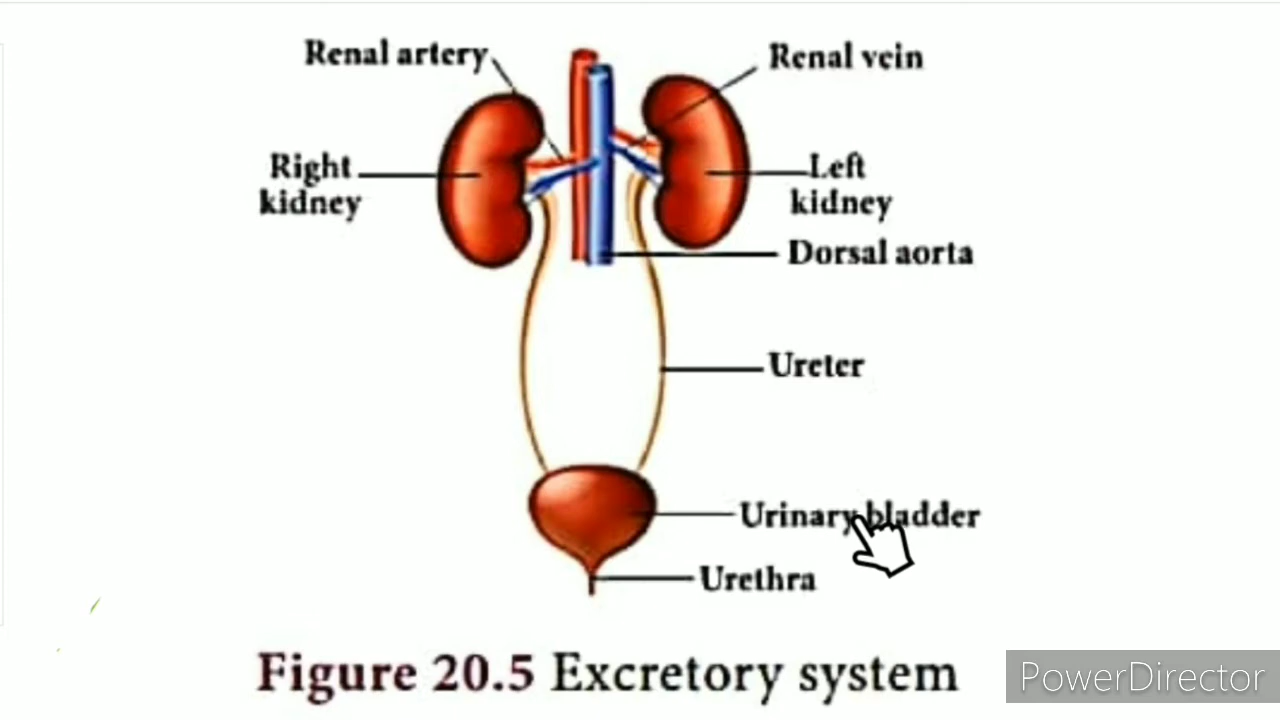 Renal artery
Renal vein
Right
kidney
Left
kidney
Dorsal aorta
Ureter
Urinary bladder
Urethra
Figure 20.5 Excretory system
PowerDirector